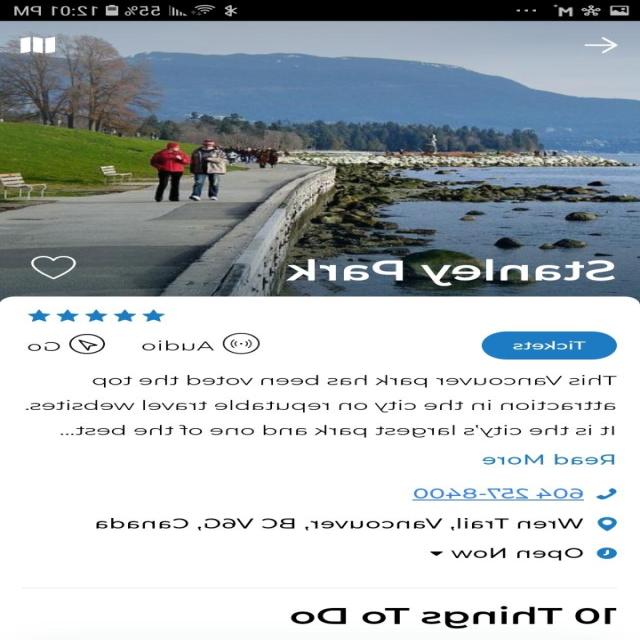 12:01 PM
55%
Stanley Park
Tickets
Audio
Go
This Vancouver park has been voted the top
attraction in the city on reputable travel websites.
It is the city's largest park and one of the best...
Read More
604 257-8400
Wren Trail, Vancouver, BC V6G, Canada
Open Now
10 Things To Do